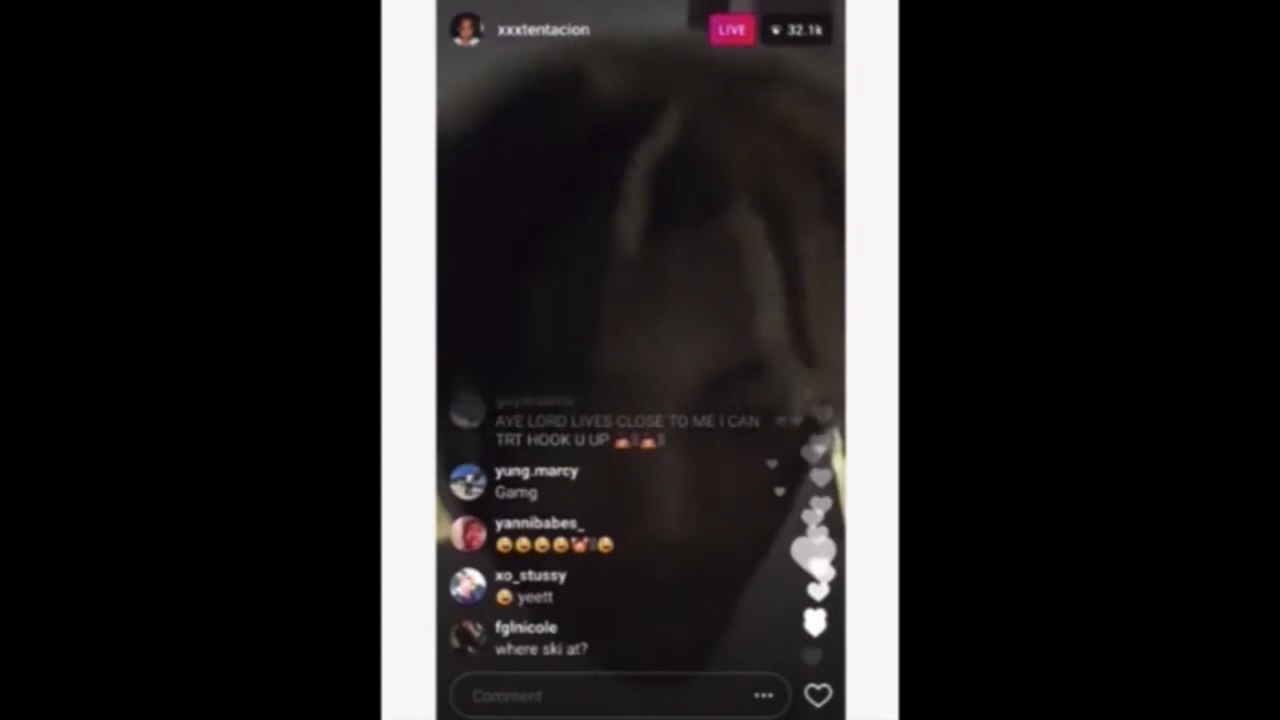 xxxtentacion
LIVE
32.1k
AYE LORD LIVES CLOSE TO ME I CAN
TRT HOOK U UP
yung.marcy
Gamg
yannibabes_
xo_stussy
yeett
fglnicole
where ski at?
Comment